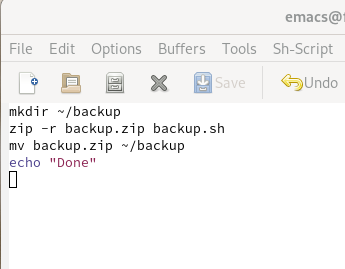 emacs@
File Edit Options Buffers Tools Sh-Script
Save Undo
mkdir ~/backup
zip -r backup.zip backup.sh
mv backup.zip ~/backup
echo "Done"